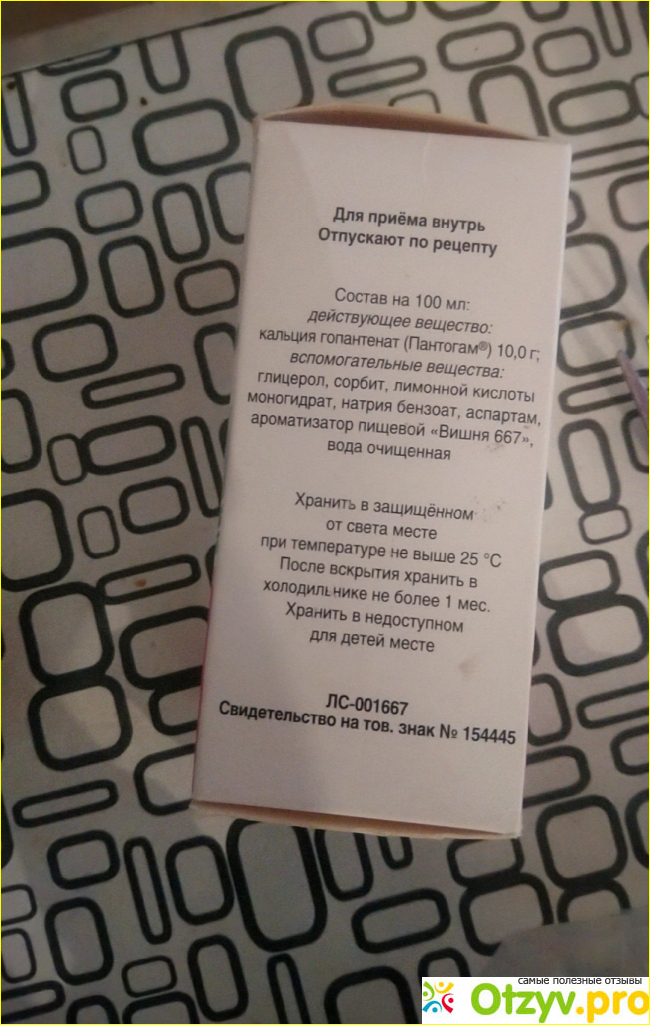 Для приёма внутрь
Отпускают по рецепту
Состав на 100 мл:
действующее вещество:
кальция гопантенат (Пантогам®) 10,0 г;
вспомогательные вещества:
глицерол, сорбит, лимонной кислоты
моногидрат, натрия бензоат, аспартам,
ароматизатор пищевой «Вишня 667»,
вода очищенная
Хранить в защищённом
от света месте
при температуре не выше 25 °С
После вскрытия хранить в
холодильнике не более 1 мес.
Хранить в недоступном
для детей месте
ЛС-001667
Свидетельство на тов. знак № 154445
самые полезные отзывы
Otzyv.pro